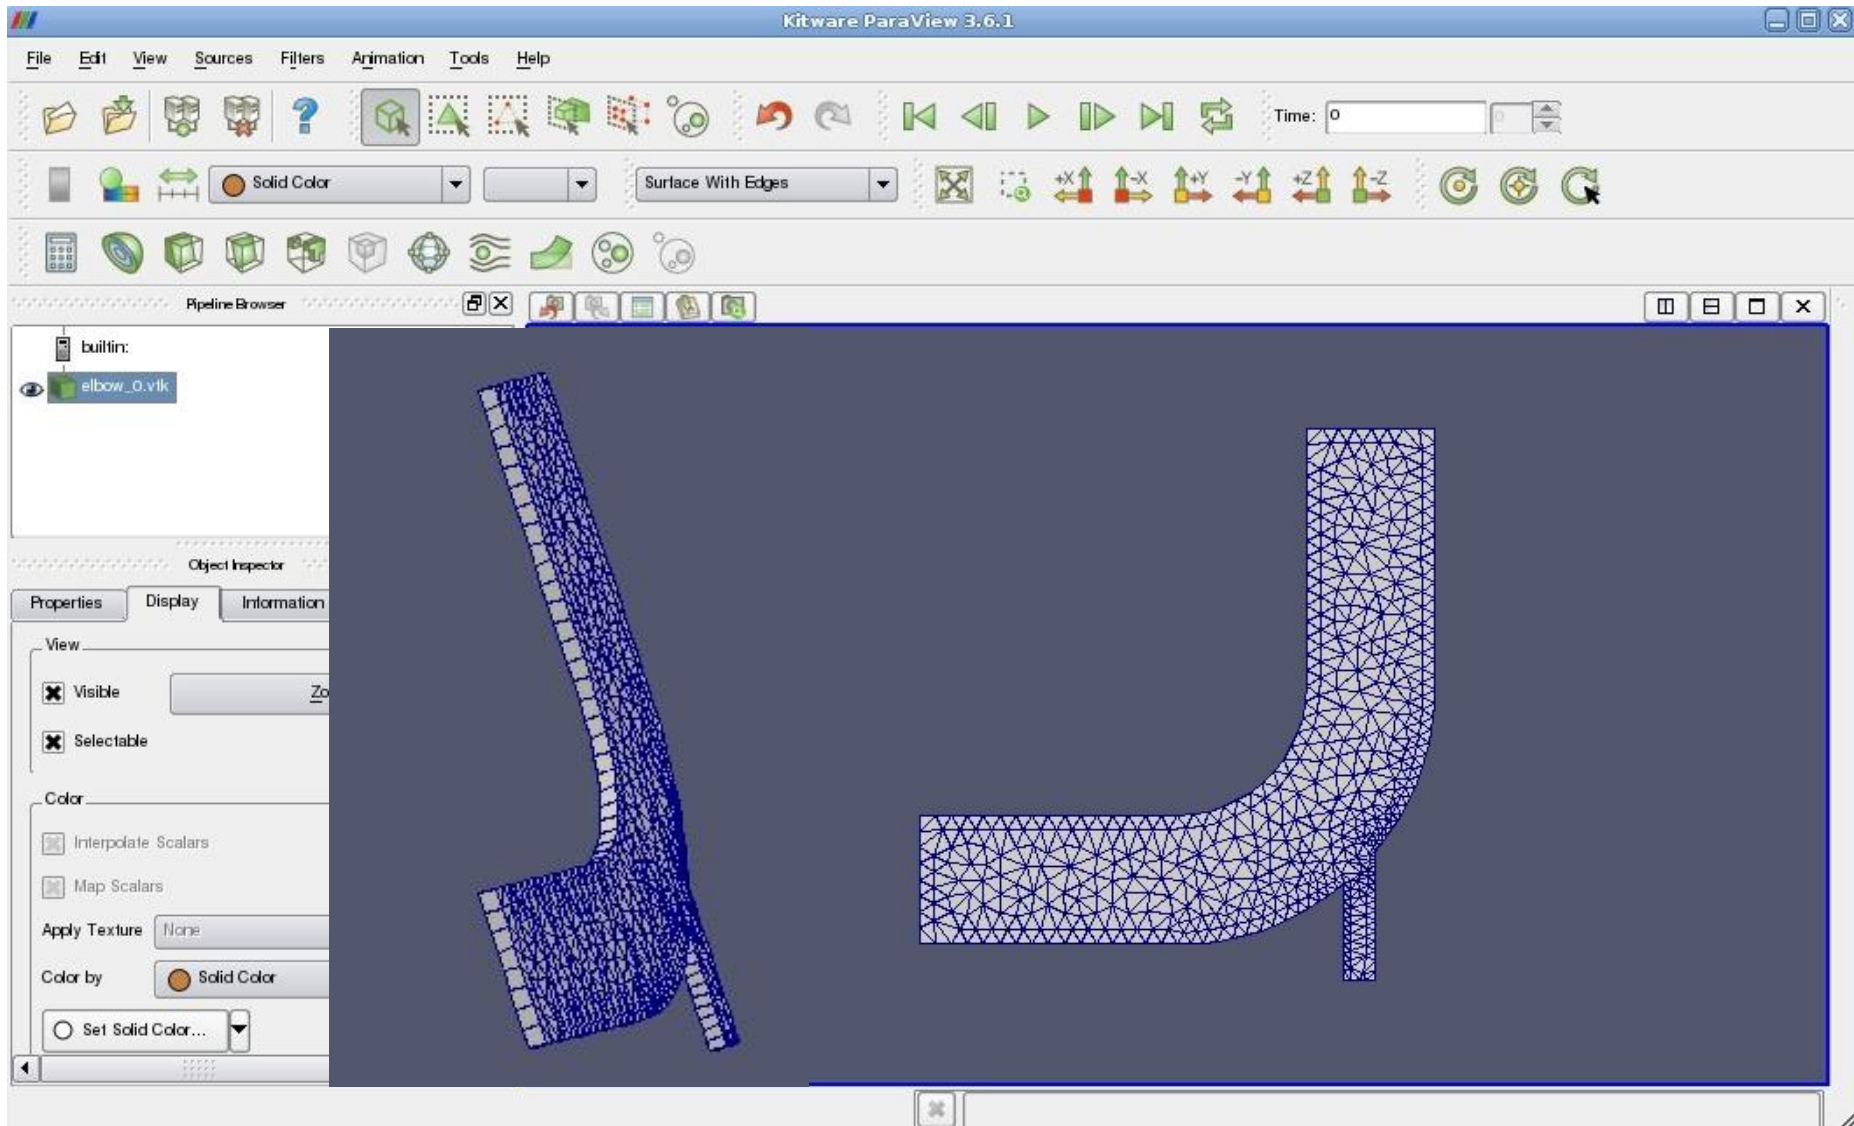 Kitware ParaView 3.6.1
File Edit View Sources Filters Animation Tools Help
Time: 0 0
Solid Color Surface With Edges
+X -X +Y -Y +Z -Z
Pipeline Browser
builtin:
elbow_0.vtk
Object Inspector
Properties Display Information
View
Visible Zo
Selectable
Color
Interpolate Scalars
Map Scalars
Apply Texture None
Color by Solid Color
Set Solid Color...